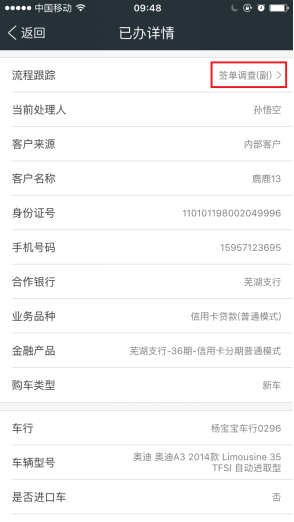 中国移动 09:48
返回 已办详情
流程跟踪 签单调查(副)
当前处理人 孙悟空
客户来源 内部客户
客户名称 鹿鹿13
身份证号 110101198002049996
手机号码 15957123695
合作银行 芜湖支行
业务品种 信用卡贷款(普通模式)
金融产品 芜湖支行-36期-信用卡分期普通模式
购车类型 新车
车行 杨宝宝车行0296
车辆型号 奥迪 奥迪A3 2014款 Limousine 35
TFSI 自动进取型
是否进口车 否